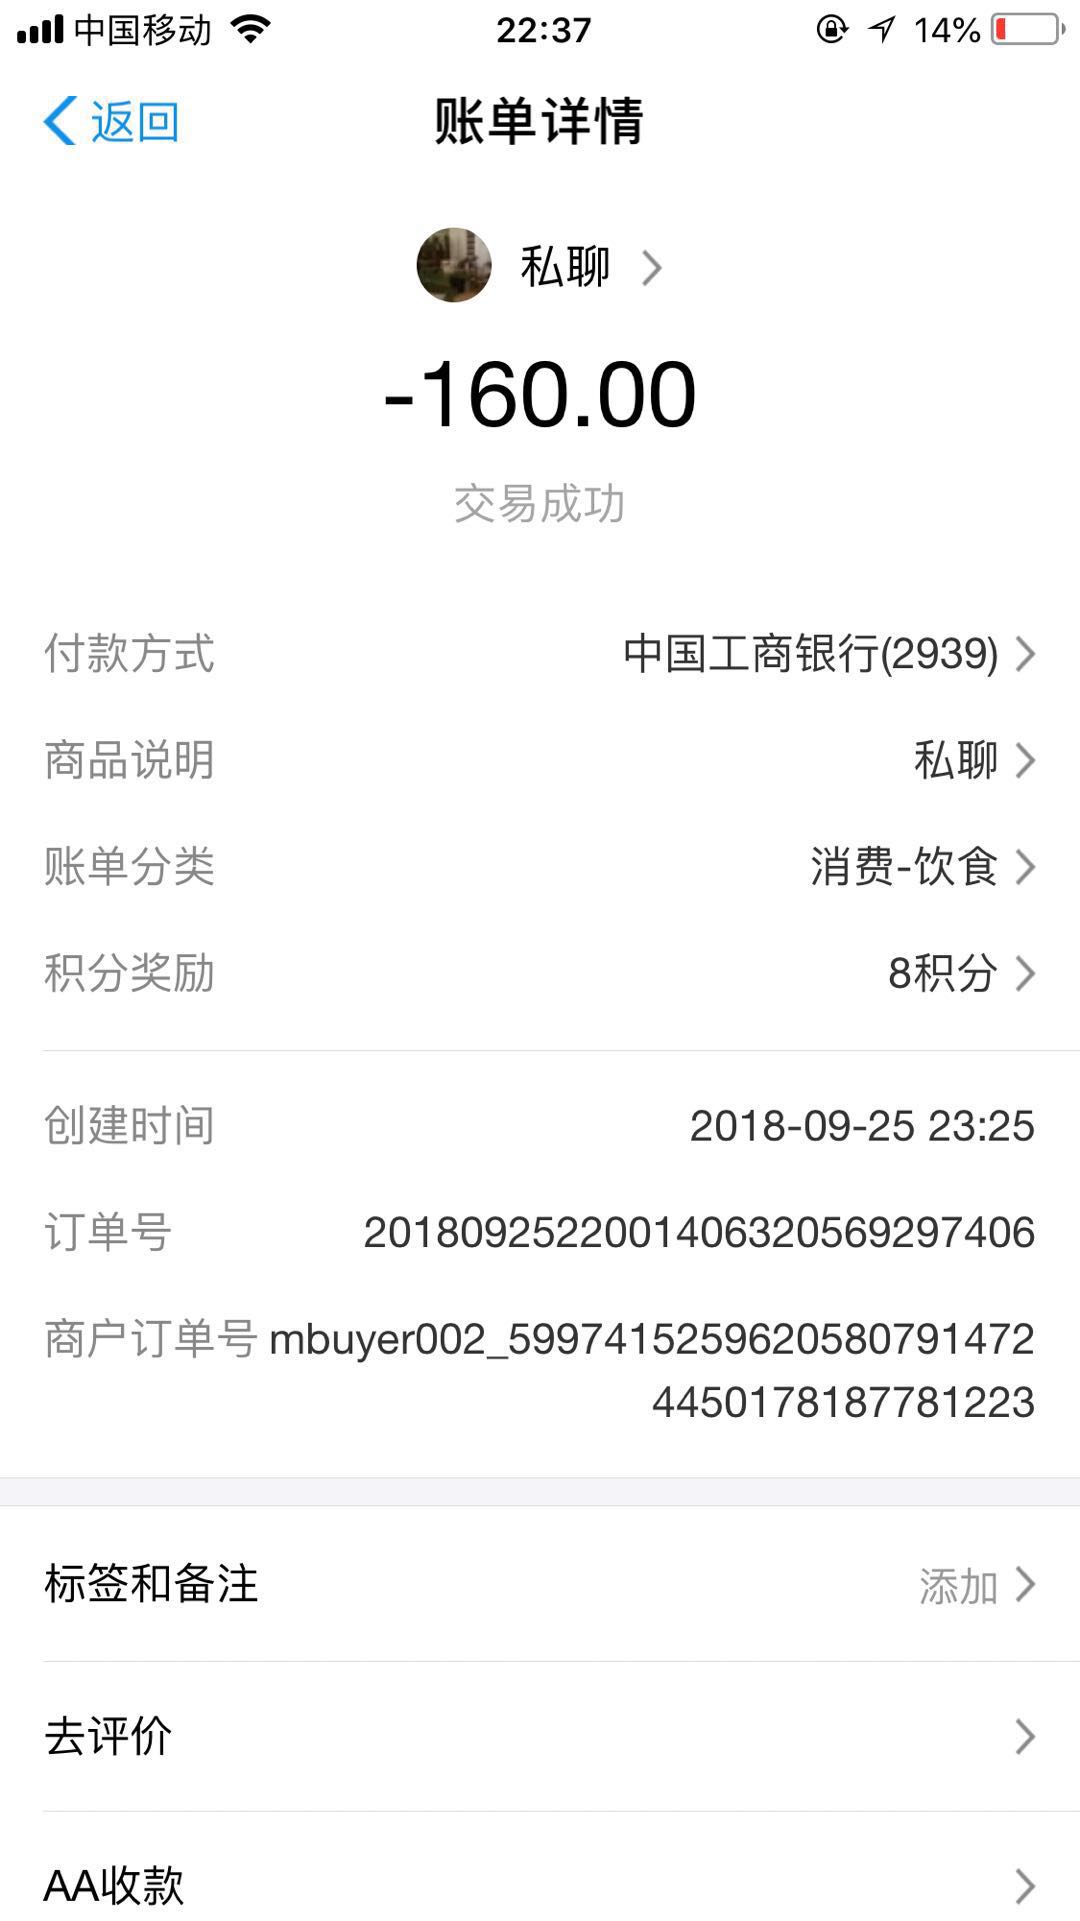 中国移动 22:37 14%
返回 账单详情
私聊
-160.00
交易成功
付款方式 中国工商银行(2939)
商品说明 私聊
账单分类 消费-饮食
积分奖励 8积分
创建时间 2018-09-25 23:25
订单号 2018092522001406320569297406
商户订单号 mbuyer002_59974152596205807914724450178187781223
标签和备注 添加
去评价
AA收款